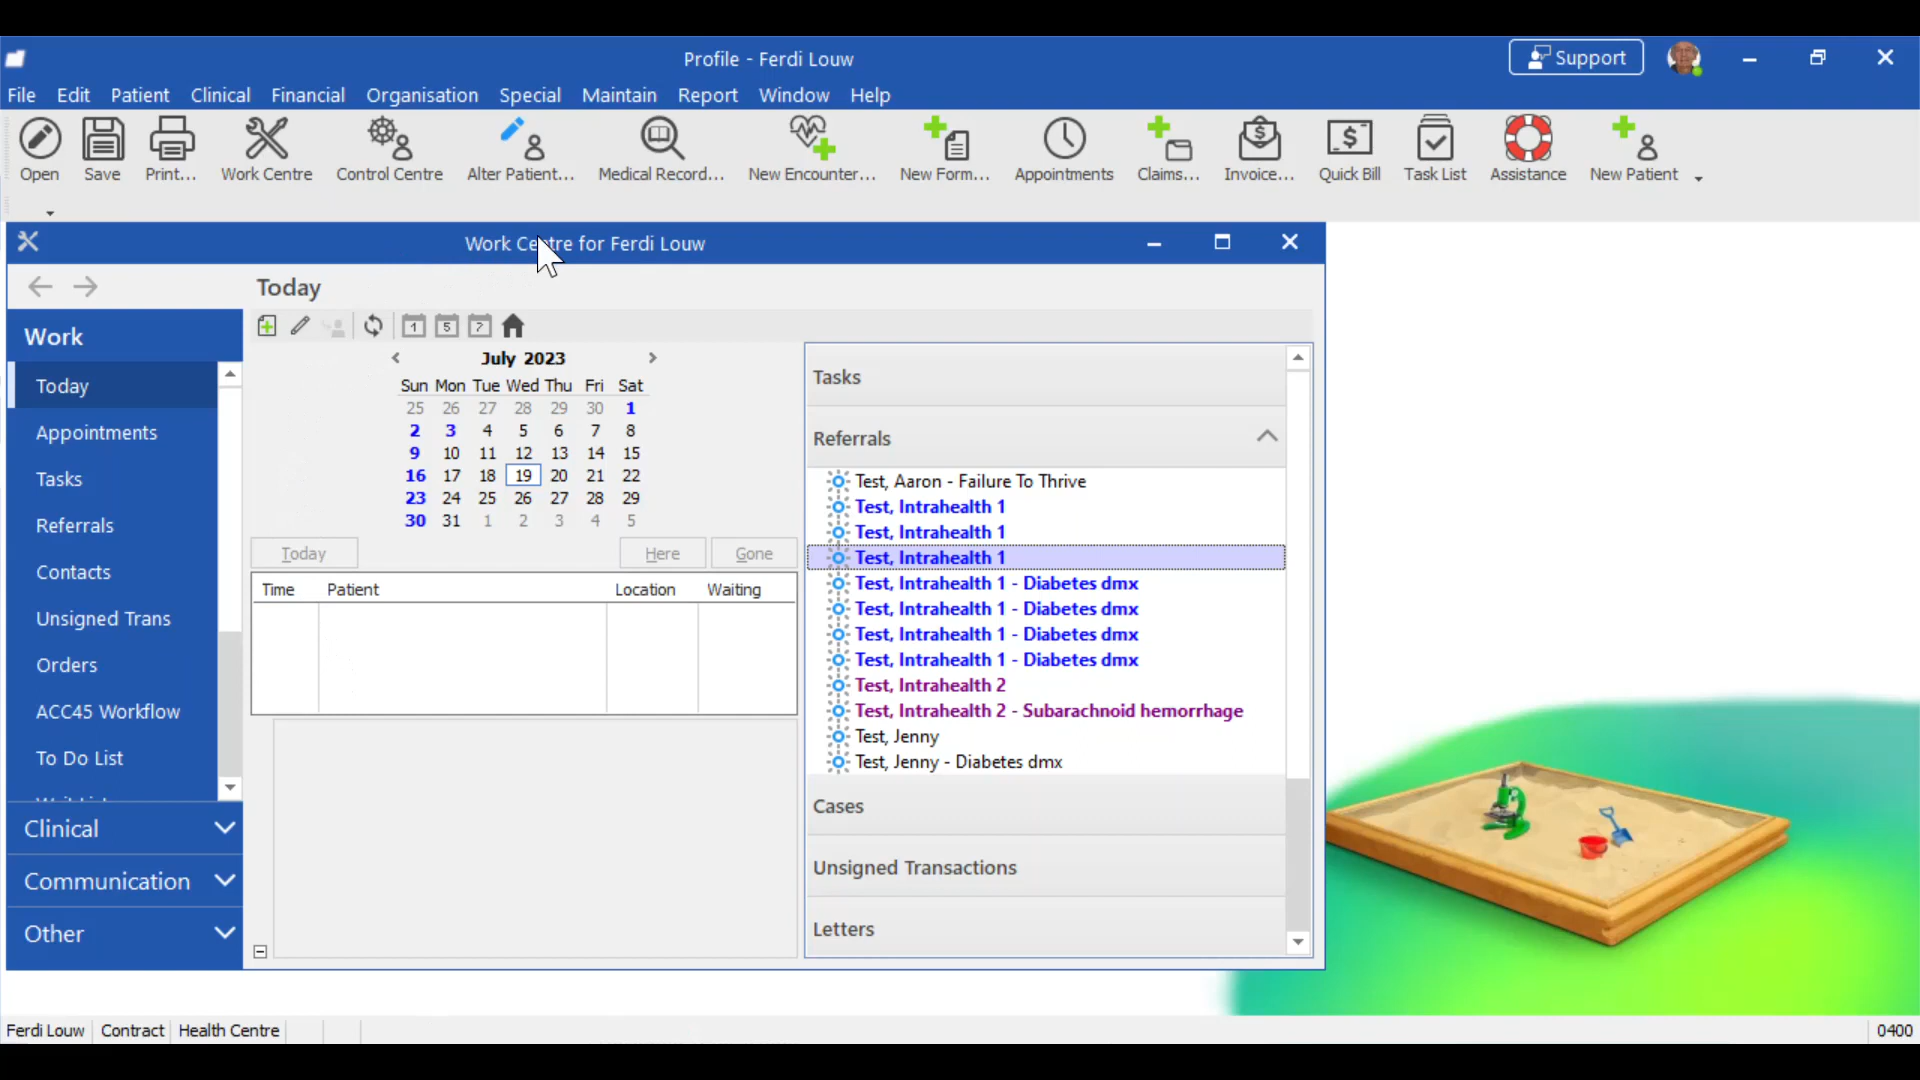 Profile - Ferdi Louw
Support
File Edit Patient Clinical Financial Organisation Special Maintain Report Window Help
Open Save Print... Work Centre Control Centre Alter Patient... Medical Record... New Encounter... New Form... Appointments Claims... Invoice... Quick Bill Task List Assistance New Patient
Work Centre for Ferdi Louw
Today
Work
Today
Appointments
Tasks
Referrals
Contacts
Unsigned Trans
Orders
ACC45 Workflow
To Do List
Clinical
Communication
Other
1 5 7
July 2023
Sun Mon Tue Wed Thu Fri Sat
25 26 27 28 29 30 1
2 3 4 5 6 7 8
9 10 11 12 13 14 15
16 17 18 19 20 21 22
23 24 25 26 27 28 29
30 31 1 2 3 4 5
Today Here Gone
Time Patient Location Waiting
Tasks
Referrals
Test, Aaron - Failure To Thrive
Test, Intrahealth 1
Test, Intrahealth 1
Test, Intrahealth 1
Test, Intrahealth 1 - Diabetes dmx
Test, Intrahealth 1 - Diabetes dmx
Test, Intrahealth 1 - Diabetes dmx
Test, Intrahealth 1 - Diabetes dmx
Test, Intrahealth 2
Test, Intrahealth 2 - Subarachnoid hemorrhage
Test, Jenny
Test, Jenny - Diabetes dmx
Cases
Unsigned Transactions
Letters
Ferdi Louw Contract Health Centre 0400